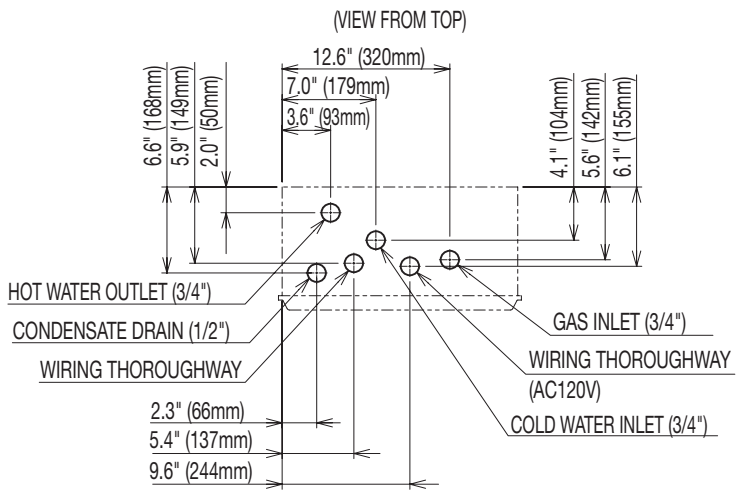 (VIEW FROM TOP)
12.6" (320mm)
7.0" (179mm)
3.6" (93mm)
6.6" (168mm)
5.9" (149mm)
2.0" (50mm)
4.1" (104mm)
5.6" (142mm)
6.1" (155mm)
HOT WATER OUTLET (3/4")
CONDENSATE DRAIN (1/2")
WIRING THOROUGHWAY
GAS INLET (3/4")
WIRING THOROUGHWAY
(AC120V)
COLD WATER INLET (3/4")
2.3" (66mm)
5.4" (137mm)
9.6" (244mm)